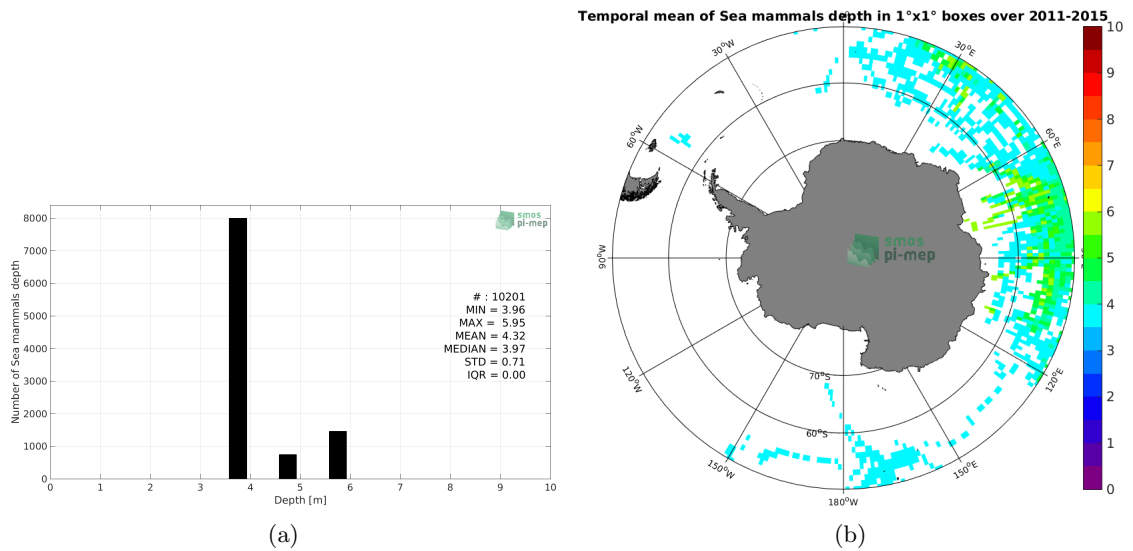 Number of Sea mammals depth
8000
7000
6000
5000
4000
3000
2000
1000
0
0 1 2 3 4 5 6 7 8 9 10
Depth [m]
smos
pi-mep
# : 10201
MIN = 3.96
MAX = 5.95
MEAN = 4.32
MEDIAN = 3.97
STD = 0.71
IQR = 0.00
(a)
Temporal mean of Sea mammals depth in 1°x1° boxes over 2011-2015
30°W
30°E
60°W
60°E
90°W
120°W
120°E
150°W
150°E
180°W
70°S
60°S
smos
pi-mep
10
9
8
7
6
5
4
3
2
1
0
(b)